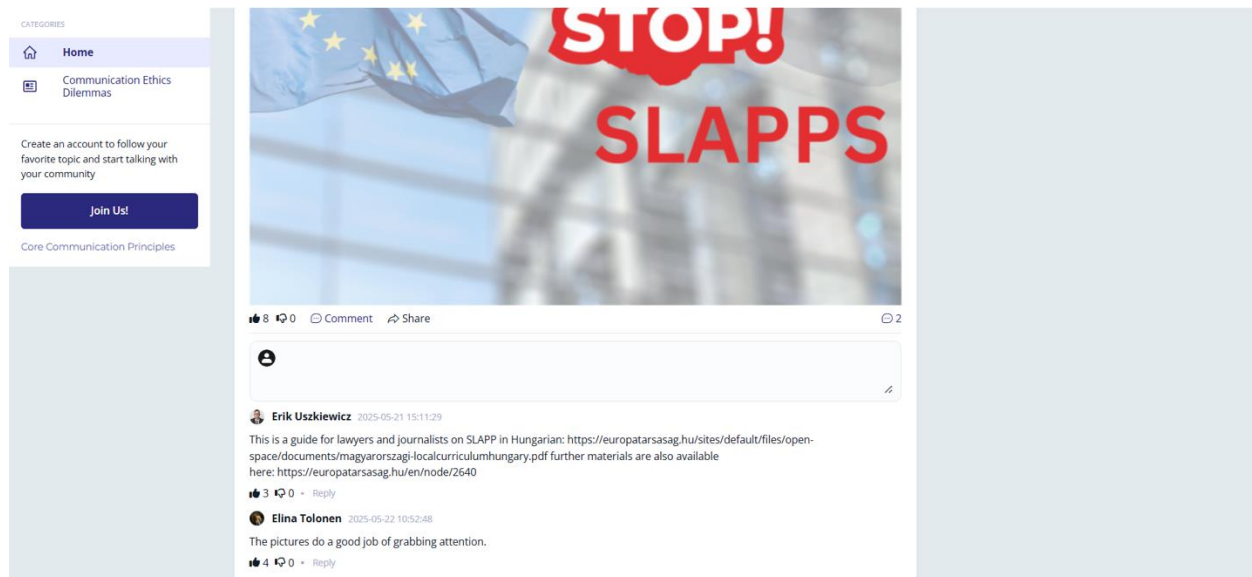 CATEGORIES
Home
Communication Ethics
Dilemmas
Create an account to follow your
favorite topic and start talking with
your community
Join Us!
Core Communication Principles
STOP!
SLAPPS
8 0 Comment Share 2
Erik Uszkiewicz 2025-05-21 15:11:29
This is a guide for lawyers and journalists on SLAPP in Hungarian: https://europatarsasag.hu/sites/default/files/open-
space/documents/magyarorszagi-localcurriculumhungary.pdf further materials are also available
here: https://europatarsasag.hu/en/node/2640
3 0 • Reply
Elina Tolonen 2025-05-22 10:52:48
The pictures do a good job of grabbing attention.
4 0 • Reply